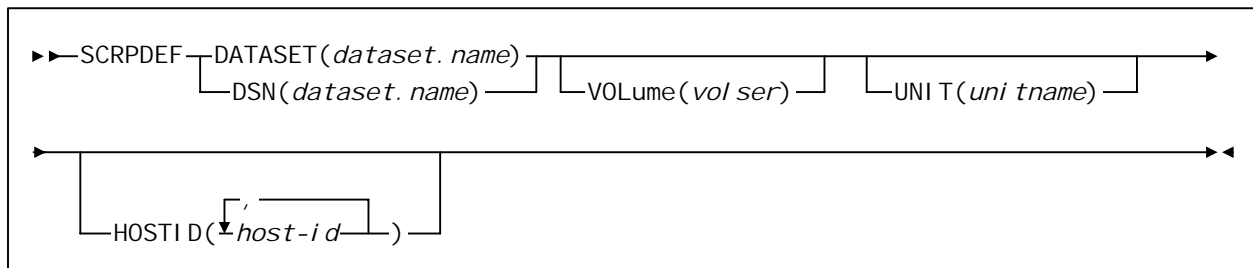 SCRPDEF DATASET(dataset.name)
DSN(dataset.name) VOLume(volser) UNIT(unitname)
,
HOSTID( host-id )